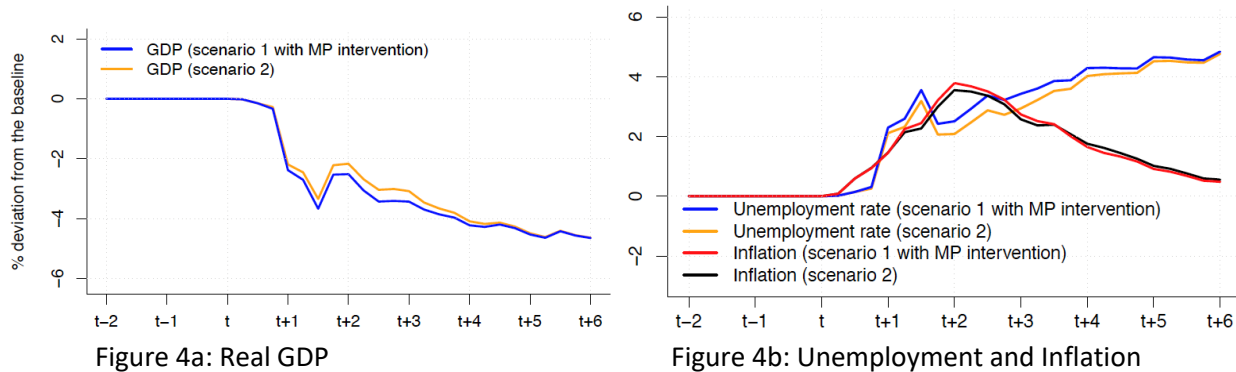 % deviation from the baseline
2
0
−2
−4
−6
GDP (scenario 1 with MP intervention)
GDP (scenario 2)
t−2 t−1 t t+1 t+2 t+3 t+4 t+5 t+6
Figure 4a: Real GDP
6
4
2
0
−2
Unemployment rate (scenario 1 with MP intervention)
Unemployment rate (scenario 2)
Inflation (scenario 1 with MP intervention)
Inflation (scenario 2)
t−2 t−1 t t+1 t+2 t+3 t+4 t+5 t+6
Figure 4b: Unemployment and Inflation